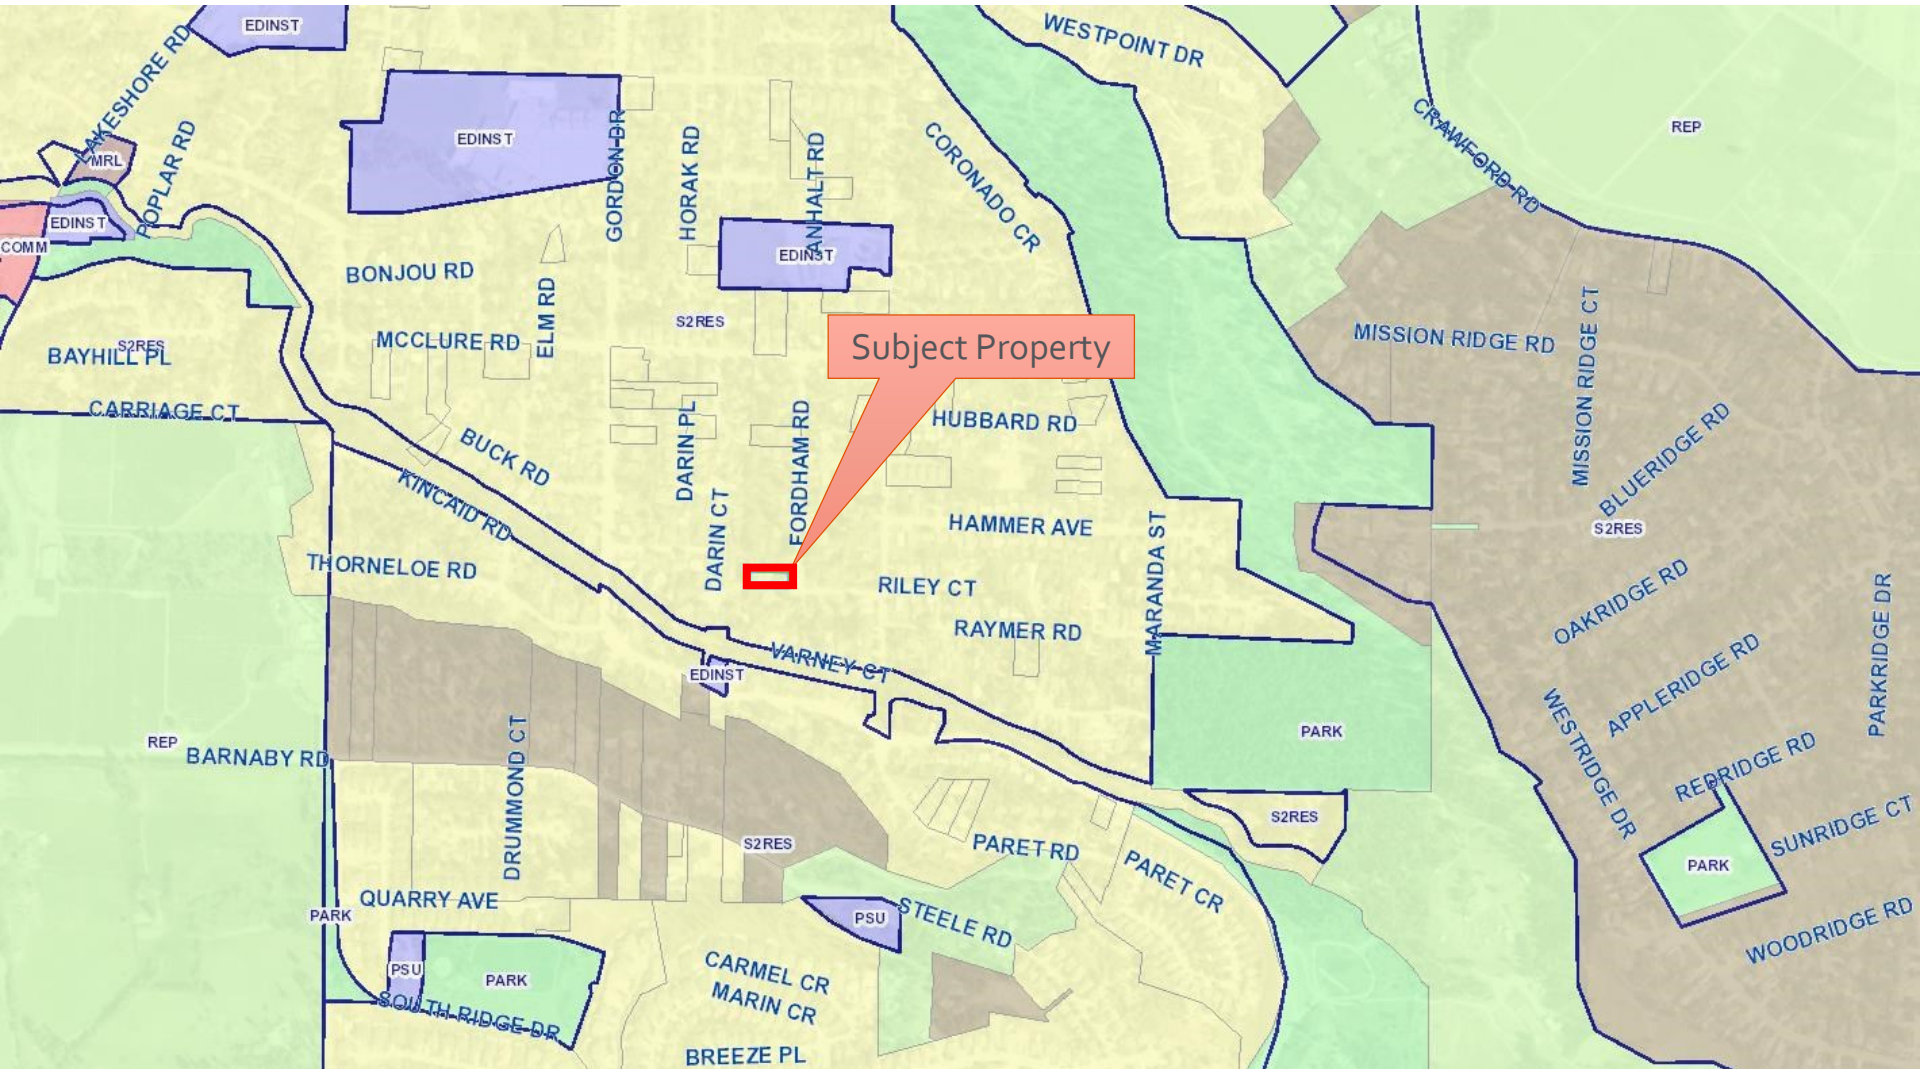 EDINST
WESTPOINT DR
LAKESHORE RD
CRAWFORD RD
REP
EDINST
GORDON DR
HORAK RD
ANHALT RD
CORONADO CR
MRL
POPLAR RD
EDINST
COMM
EDINST
BONJOU RD
ELM RD
S2RES
MCCLURE RD
S2RES
BAYHILL PL
Subject Property
MISSION RIDGE RD
MISSION RIDGE CT
CARRIAGE CT
HUBBARD RD
DARIN PL
FORDHAM RD
BUCK RD
BLUERIDGE RD
KINCAID RD
HAMMER AVE
S2RES
DARIN CT
MARANDA ST
THORNELOE RD
RILEY CT
OAKRIDGE RD
RAYMER RD
PARKRIDGE DR
VARNEY CT
EDINST
APPLERIDGE RD
PARK
REP
BARNABY RD
DRUMMOND CT
WESTRIDGE DR
REDRIDGE RD
S2RES
SUNRIDGE CT
S2RES
PARET RD
PARET CR
PARK
QUARRY AVE
PARK
PSU
STEELE RD
WOODRIDGE RD
PSU
PARK
CARMEL CR
MARIN CR
SOUTH RIDGE DR
BREEZE PL